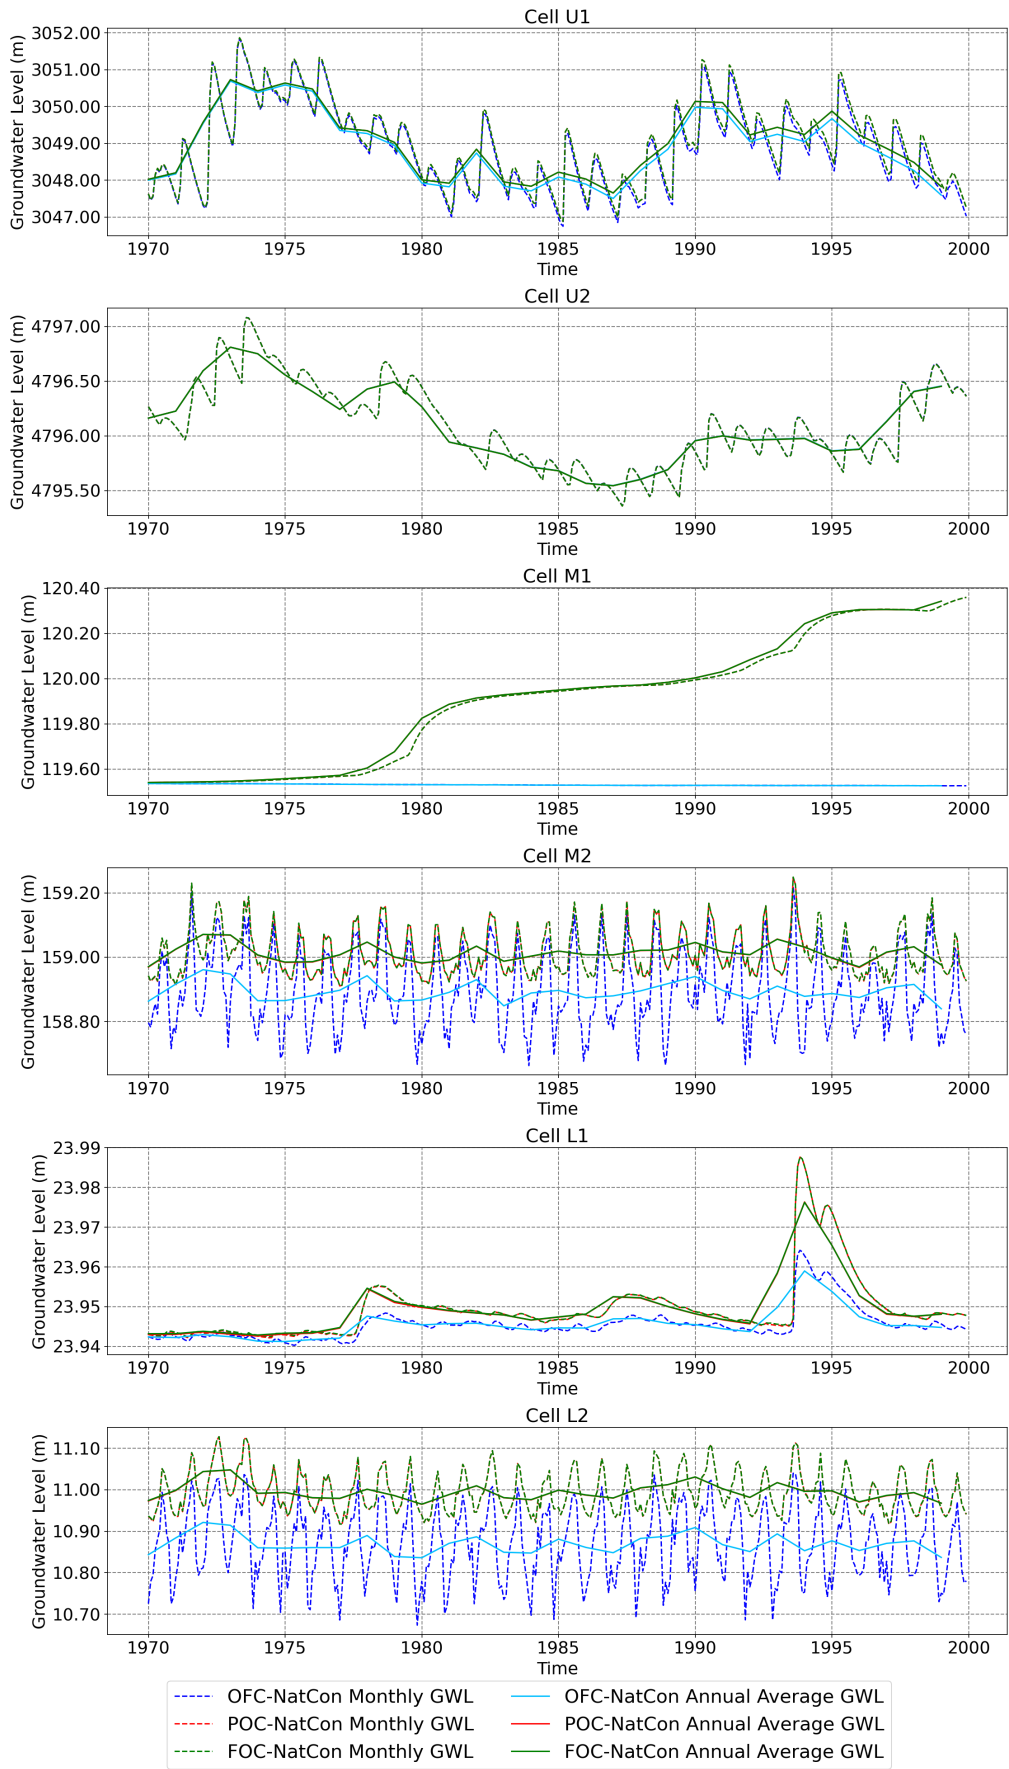 Cell U1
Groundwater Level (m)
3052.00
3051.00
3050.00
3049.00
3048.00
3047.00
1970 1975 1980 1985 1990 1995 2000
Time
Cell U2
Groundwater Level (m)
4797.00
4796.50
4796.00
4795.50
1970 1975 1980 1985 1990 1995 2000
Time
Cell M1
Groundwater Level (m)
120.40
120.20
120.00
119.80
119.60
1970 1975 1980 1985 1990 1995 2000
Time
Cell M2
Groundwater Level (m)
159.20
159.00
158.80
1970 1975 1980 1985 1990 1995 2000
Time
Cell L1
Groundwater Level (m)
23.99
23.98
23.97
23.96
23.95
23.94
1970 1975 1980 1985 1990 1995 2000
Time
Cell L2
Groundwater Level (m)
11.10
11.00
10.90
10.80
10.70
1970 1975 1980 1985 1990 1995 2000
Time
OFC-NatCon Monthly GWL OFC-NatCon Annual Average GWL
POC-NatCon Monthly GWL POC-NatCon Annual Average GWL
FOC-NatCon Monthly GWL FOC-NatCon Annual Average GWL